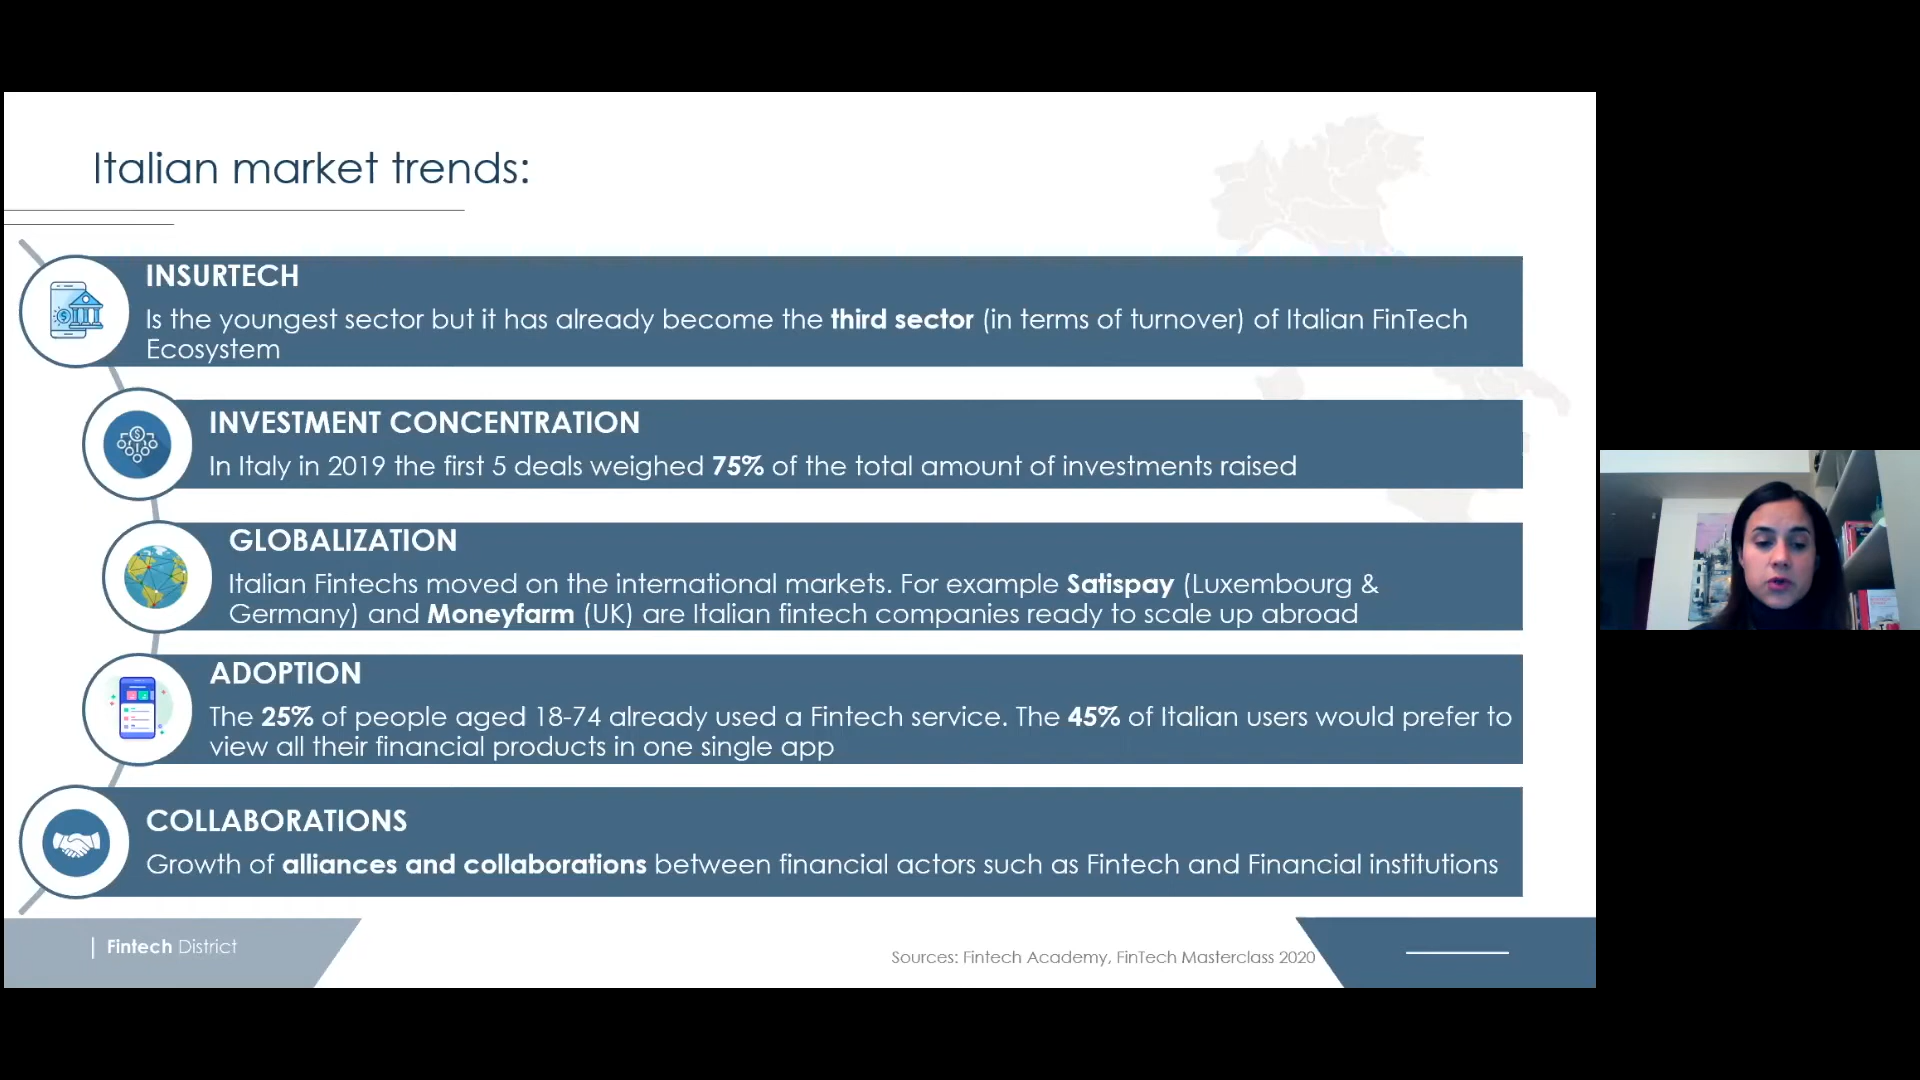 Italian market trends:
INSURTECH
Is the youngest sector but it has already become the third sector (in terms of turnover) of Italian FinTech
Ecosystem
INVESTMENT CONCENTRATION
In Italy in 2019 the first 5 deals weighed 75% of the total amount of investments raised
GLOBALIZATION
Italian Fintechs moved on the international markets. For example Satispay (Luxembourg &
Germany) and Moneyfarm (UK) are Italian fintech companies ready to scale up abroad
ADOPTION
The 25% of people aged 18-74 already used a Fintech service. The 45% of Italian users would prefer to
view all their financial products in one single app
COLLABORATIONS
Growth of alliances and collaborations between financial actors such as Fintech and Financial institutions
| Fintech District
Sources: Fintech Academy, FinTech Masterclass 2020